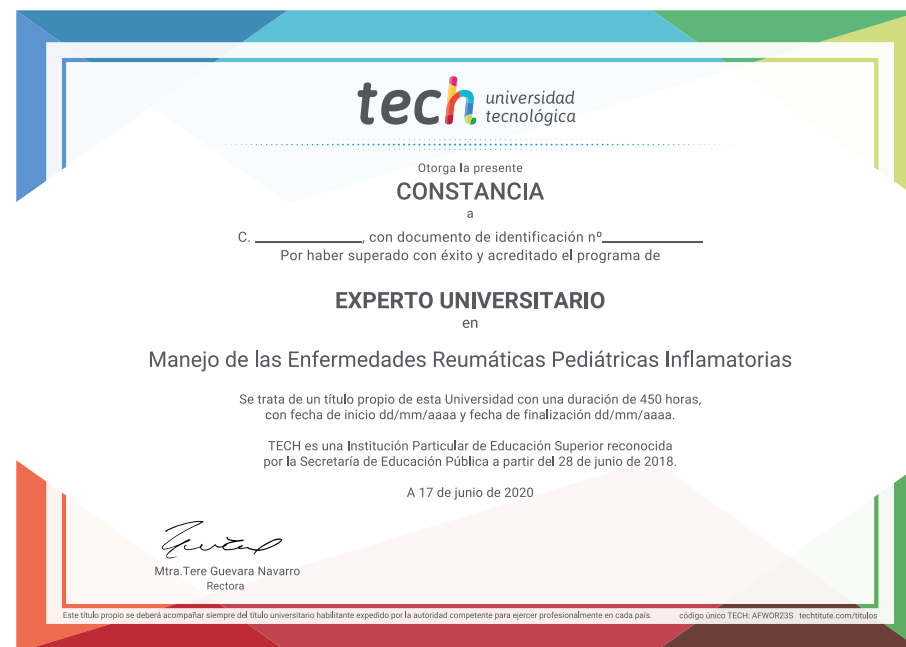 tech universidad
tecnológica
Otorga la presente
CONSTANCIA
a
C. ____________, con documento de identificación nº____________
Por haber superado con éxito y acreditado el programa de
EXPERTO UNIVERSITARIO
en
Manejo de las Enfermedades Reumáticas Pediátricas Inflamatorias
Se trata de un título propio de esta Universidad con una duración de 450 horas,
con fecha de inicio dd/mm/aaaa y fecha de finalización dd/mm/aaaa.
TECH es una Institución Particular de Educación Superior reconocida
por la Secretaría de Educación Pública a partir del 28 de junio de 2018.
A 17 de junio de 2020
Mtra.Tere Guevara Navarro
Rectora
Este título propio se deberá acompañar siempre del título universitario habilitante expedido por la autoridad competente para ejercer profesionalmente en cada país. código único TECH: AFWOR23S techtitute.com/titulos